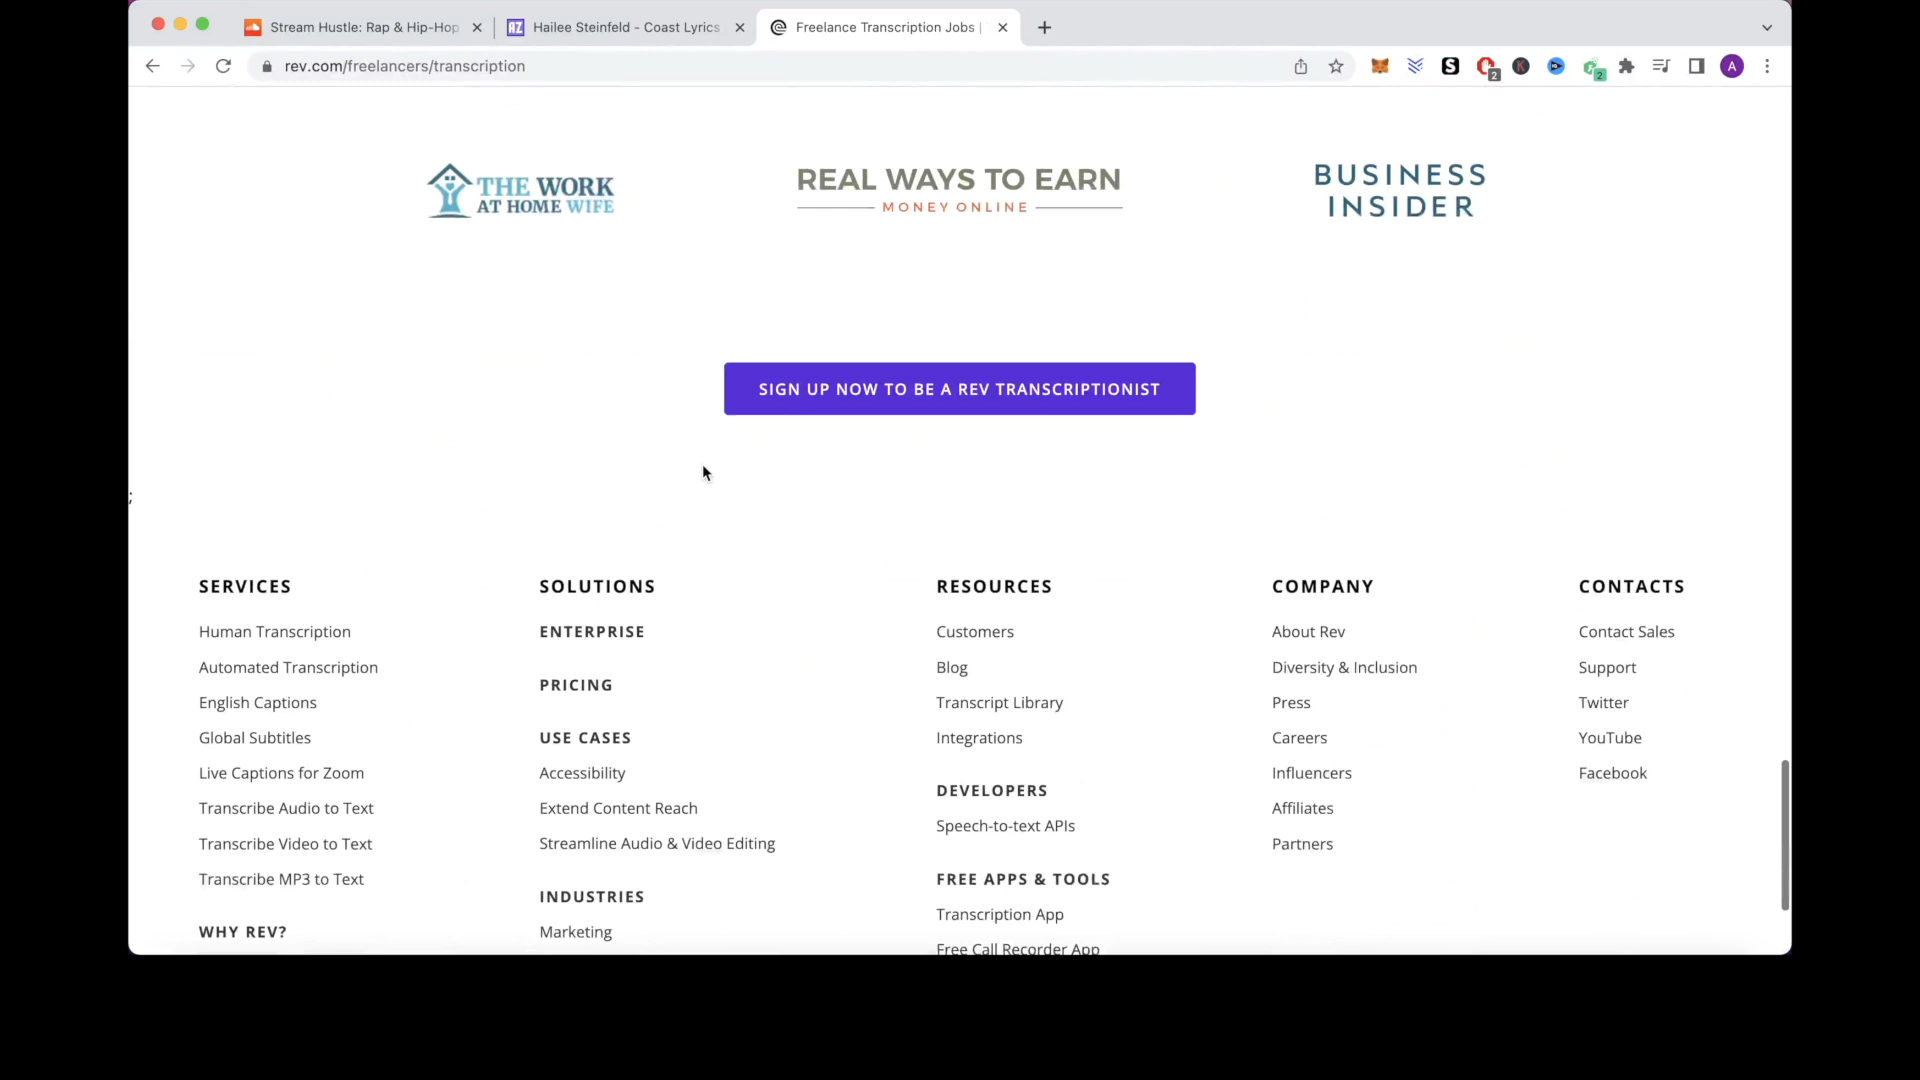 Stream Hustle: Rap & Hip-Hop
Hailee Steinfeld - Coast Lyrics
Freelance Transcription Jobs |
rev.com/freelancers/transcription
2
2
A
THE WORK
AT HOME WIFE
REAL WAYS TO EARN
MONEY ONLINE
BUSINESS
INSIDER
SIGN UP NOW TO BE A REV TRANSCRIPTIONIST
;
SERVICES
Human Transcription
Automated Transcription
English Captions
Global Subtitles
Live Captions for Zoom
Transcribe Audio to Text
Transcribe Video to Text
Transcribe MP3 to Text
WHY REV?
SOLUTIONS
ENTERPRISE
PRICING
USE CASES
Accessibility
Extend Content Reach
Streamline Audio & Video Editing
INDUSTRIES
Marketing
RESOURCES
Customers
Blog
Transcript Library
Integrations
DEVELOPERS
Speech-to-text APIs
FREE APPS & TOOLS
Transcription App
Free Call Recorder App
COMPANY
About Rev
Diversity & Inclusion
Press
Careers
Influencers
Affiliates
Partners
CONTACTS
Contact Sales
Support
Twitter
YouTube
Facebook